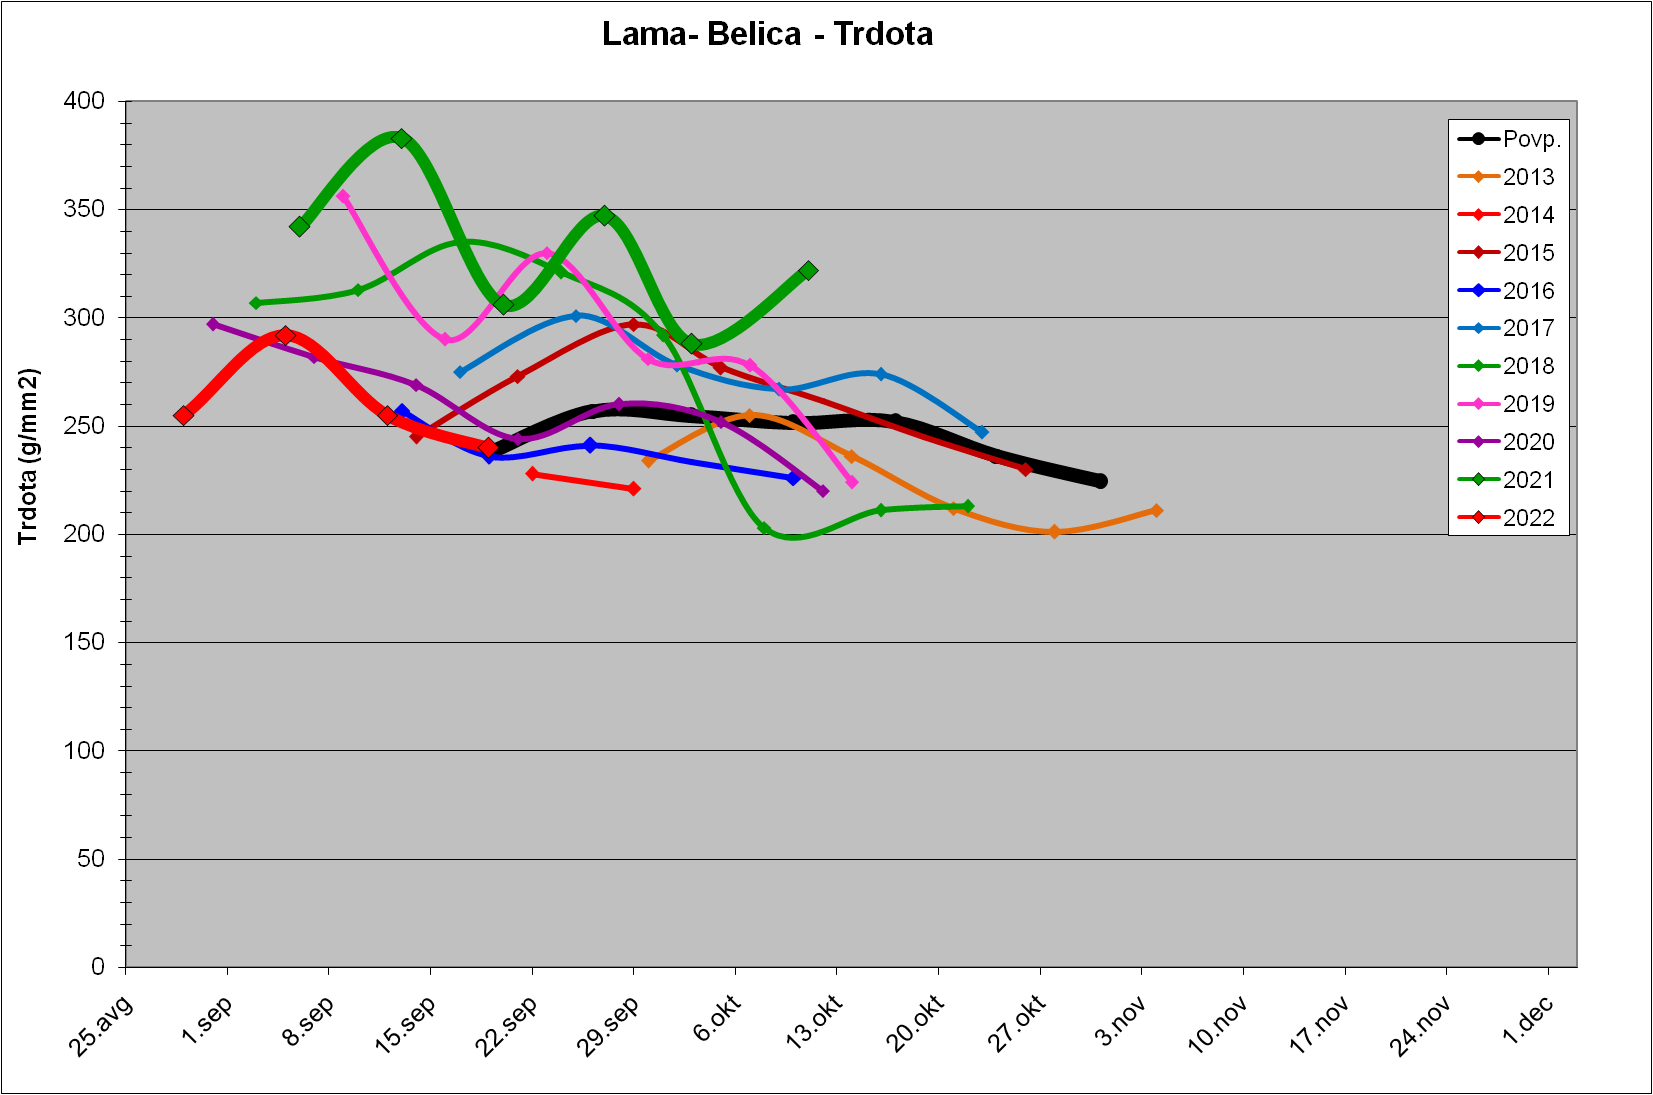 Lama- Belica - Trdota
Trdota (g/mm2)
400
350
300
250
200
150
100
50
0
25.avg
1.sep
8.sep
15.sep
22.sep
29.sep
6.okt
13.okt
20.okt
27.okt
3.nov
10.nov
17.nov
24.nov
1.dec
Povp.
2013
2014
2015
2016
2017
2018
2019
2020
2021
2022